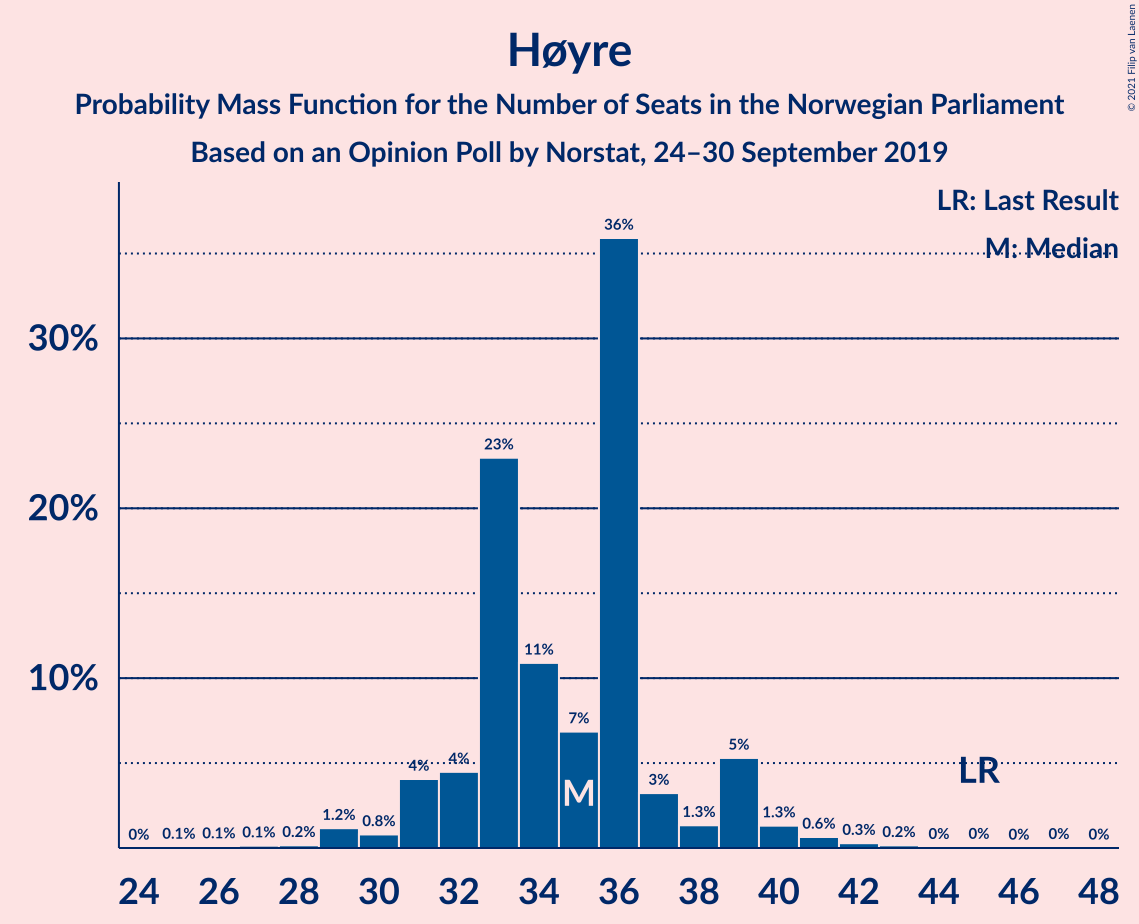 Høyre
Probability Mass Function for the Number of Seats in the Norwegian Parliament
Based on an Opinion Poll by Norstat, 24–30 September 2019
© 2021 Filip van Laenen
LR: Last Result
M: Median
30%
20%
10%
0% 0.1% 0.1% 0.1% 0.2% 1.2% 0.8% 4% 4% 23% 11% 7% 36% 3% 1.3% 5% 1.3% 0.6% 0.3% 0.2% 0% 0% 0% 0% 0%
M
LR
24 26 28 30 32 34 36 38 40 42 44 46 48